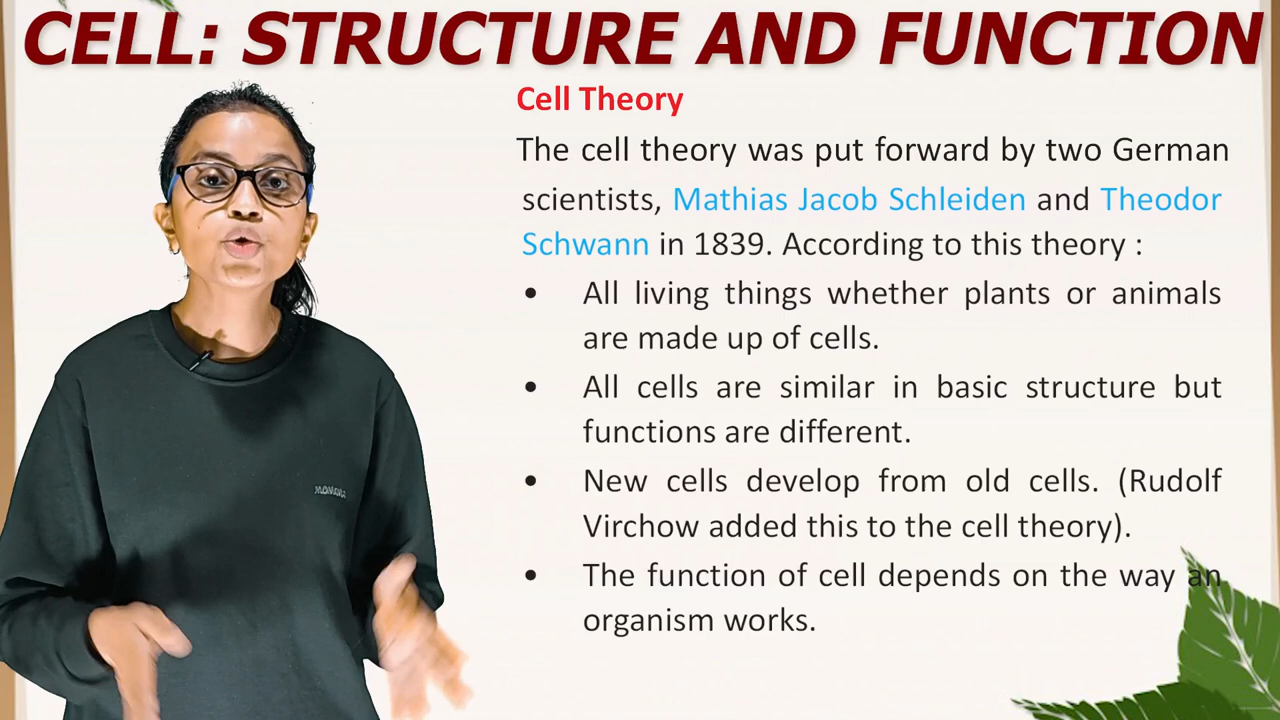 CELL: STRUCTURE AND FUNCTION
Cell Theory
The cell theory was put forward by two German
scientists, Mathias Jacob Schleiden and Theodor
Schwann in 1839. According to this theory :
• All living things whether plants or animals
are made up of cells.
• All cells are similar in basic structure but
functions are different.
• New cells develop from old cells. (Rudolf
Virchow added this to the cell theory).
• The function of cell depends on the way an
organism works.